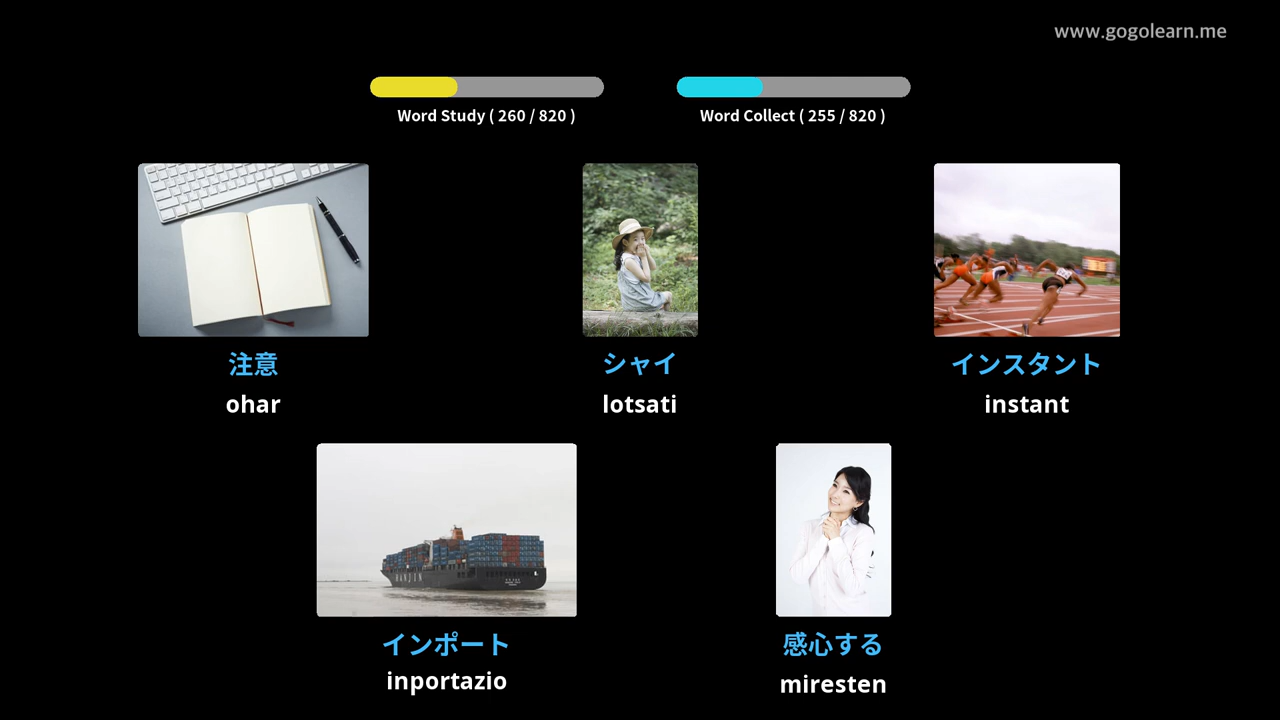 www.gogolearn.me
Word Study ( 260 / 820 )
Word Collect ( 255 / 820 )
注意
ohar
シャイ
lotsati
インスタント
instant
インポート
inportazio
感心する
miresten